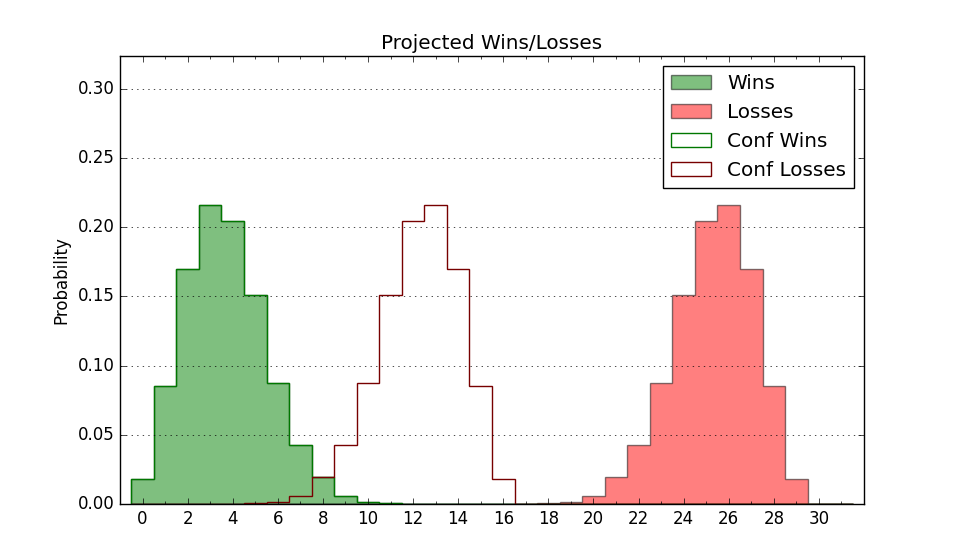 Projected Wins/Losses
Wins
Losses
Conf Wins
Conf Losses
Probability
0.30
0.25
0.20
0.15
0.10
0.05
0.00
0 2 4 6 8 10 12 14 16 18 20 22 24 26 28 30